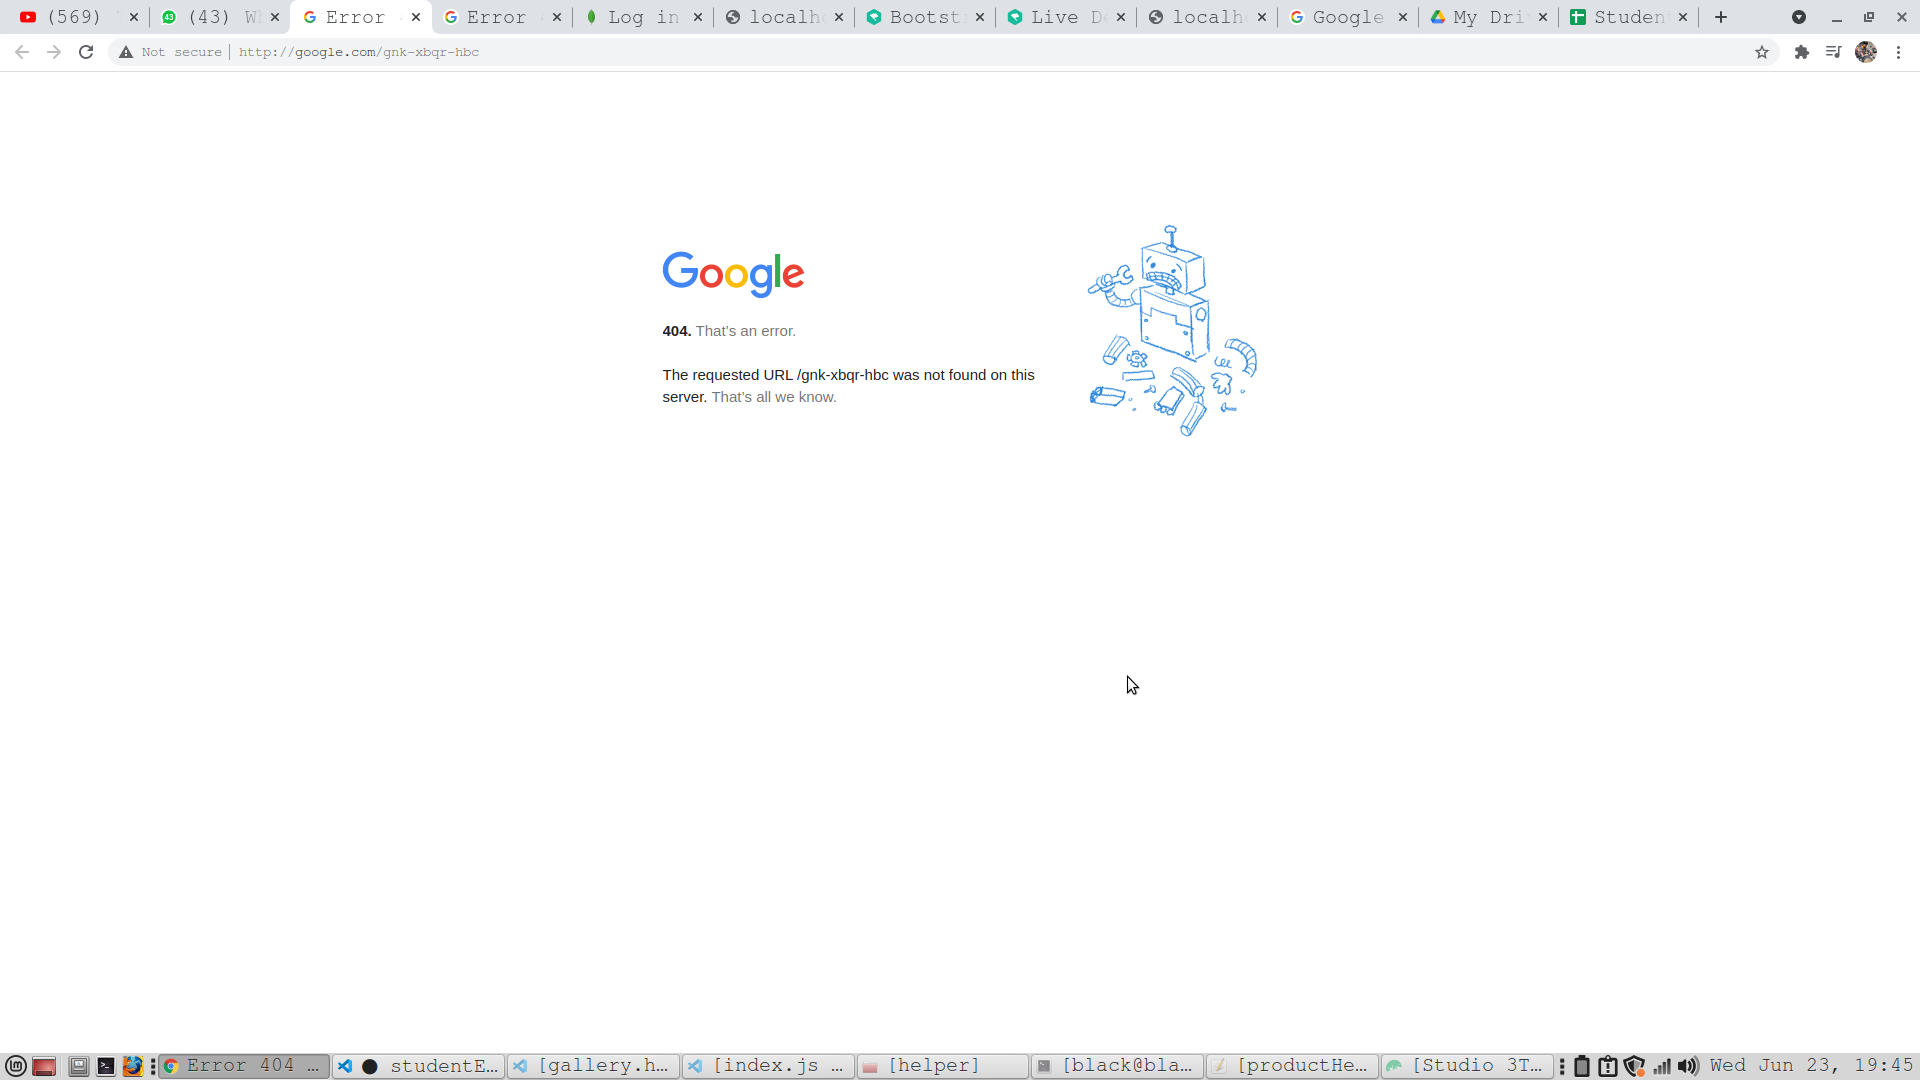 (569)
43
(43) W
Error
Error
Log in
localh
Bootst
Live D
localh
Google
My Dri
Studen
Not secure
http://google.com/gnk-xbqr-hbc
Google
404. That's an error.
The requested URL /gnk-xbqr-hbc was not found on this
server. That's all we know.
Error 404 ...
studentE...
[gallery.h...
[index.js ...
[helper]
[black@bla...
[productHe...
[Studio 3T...
Wed Jun 23, 19:45